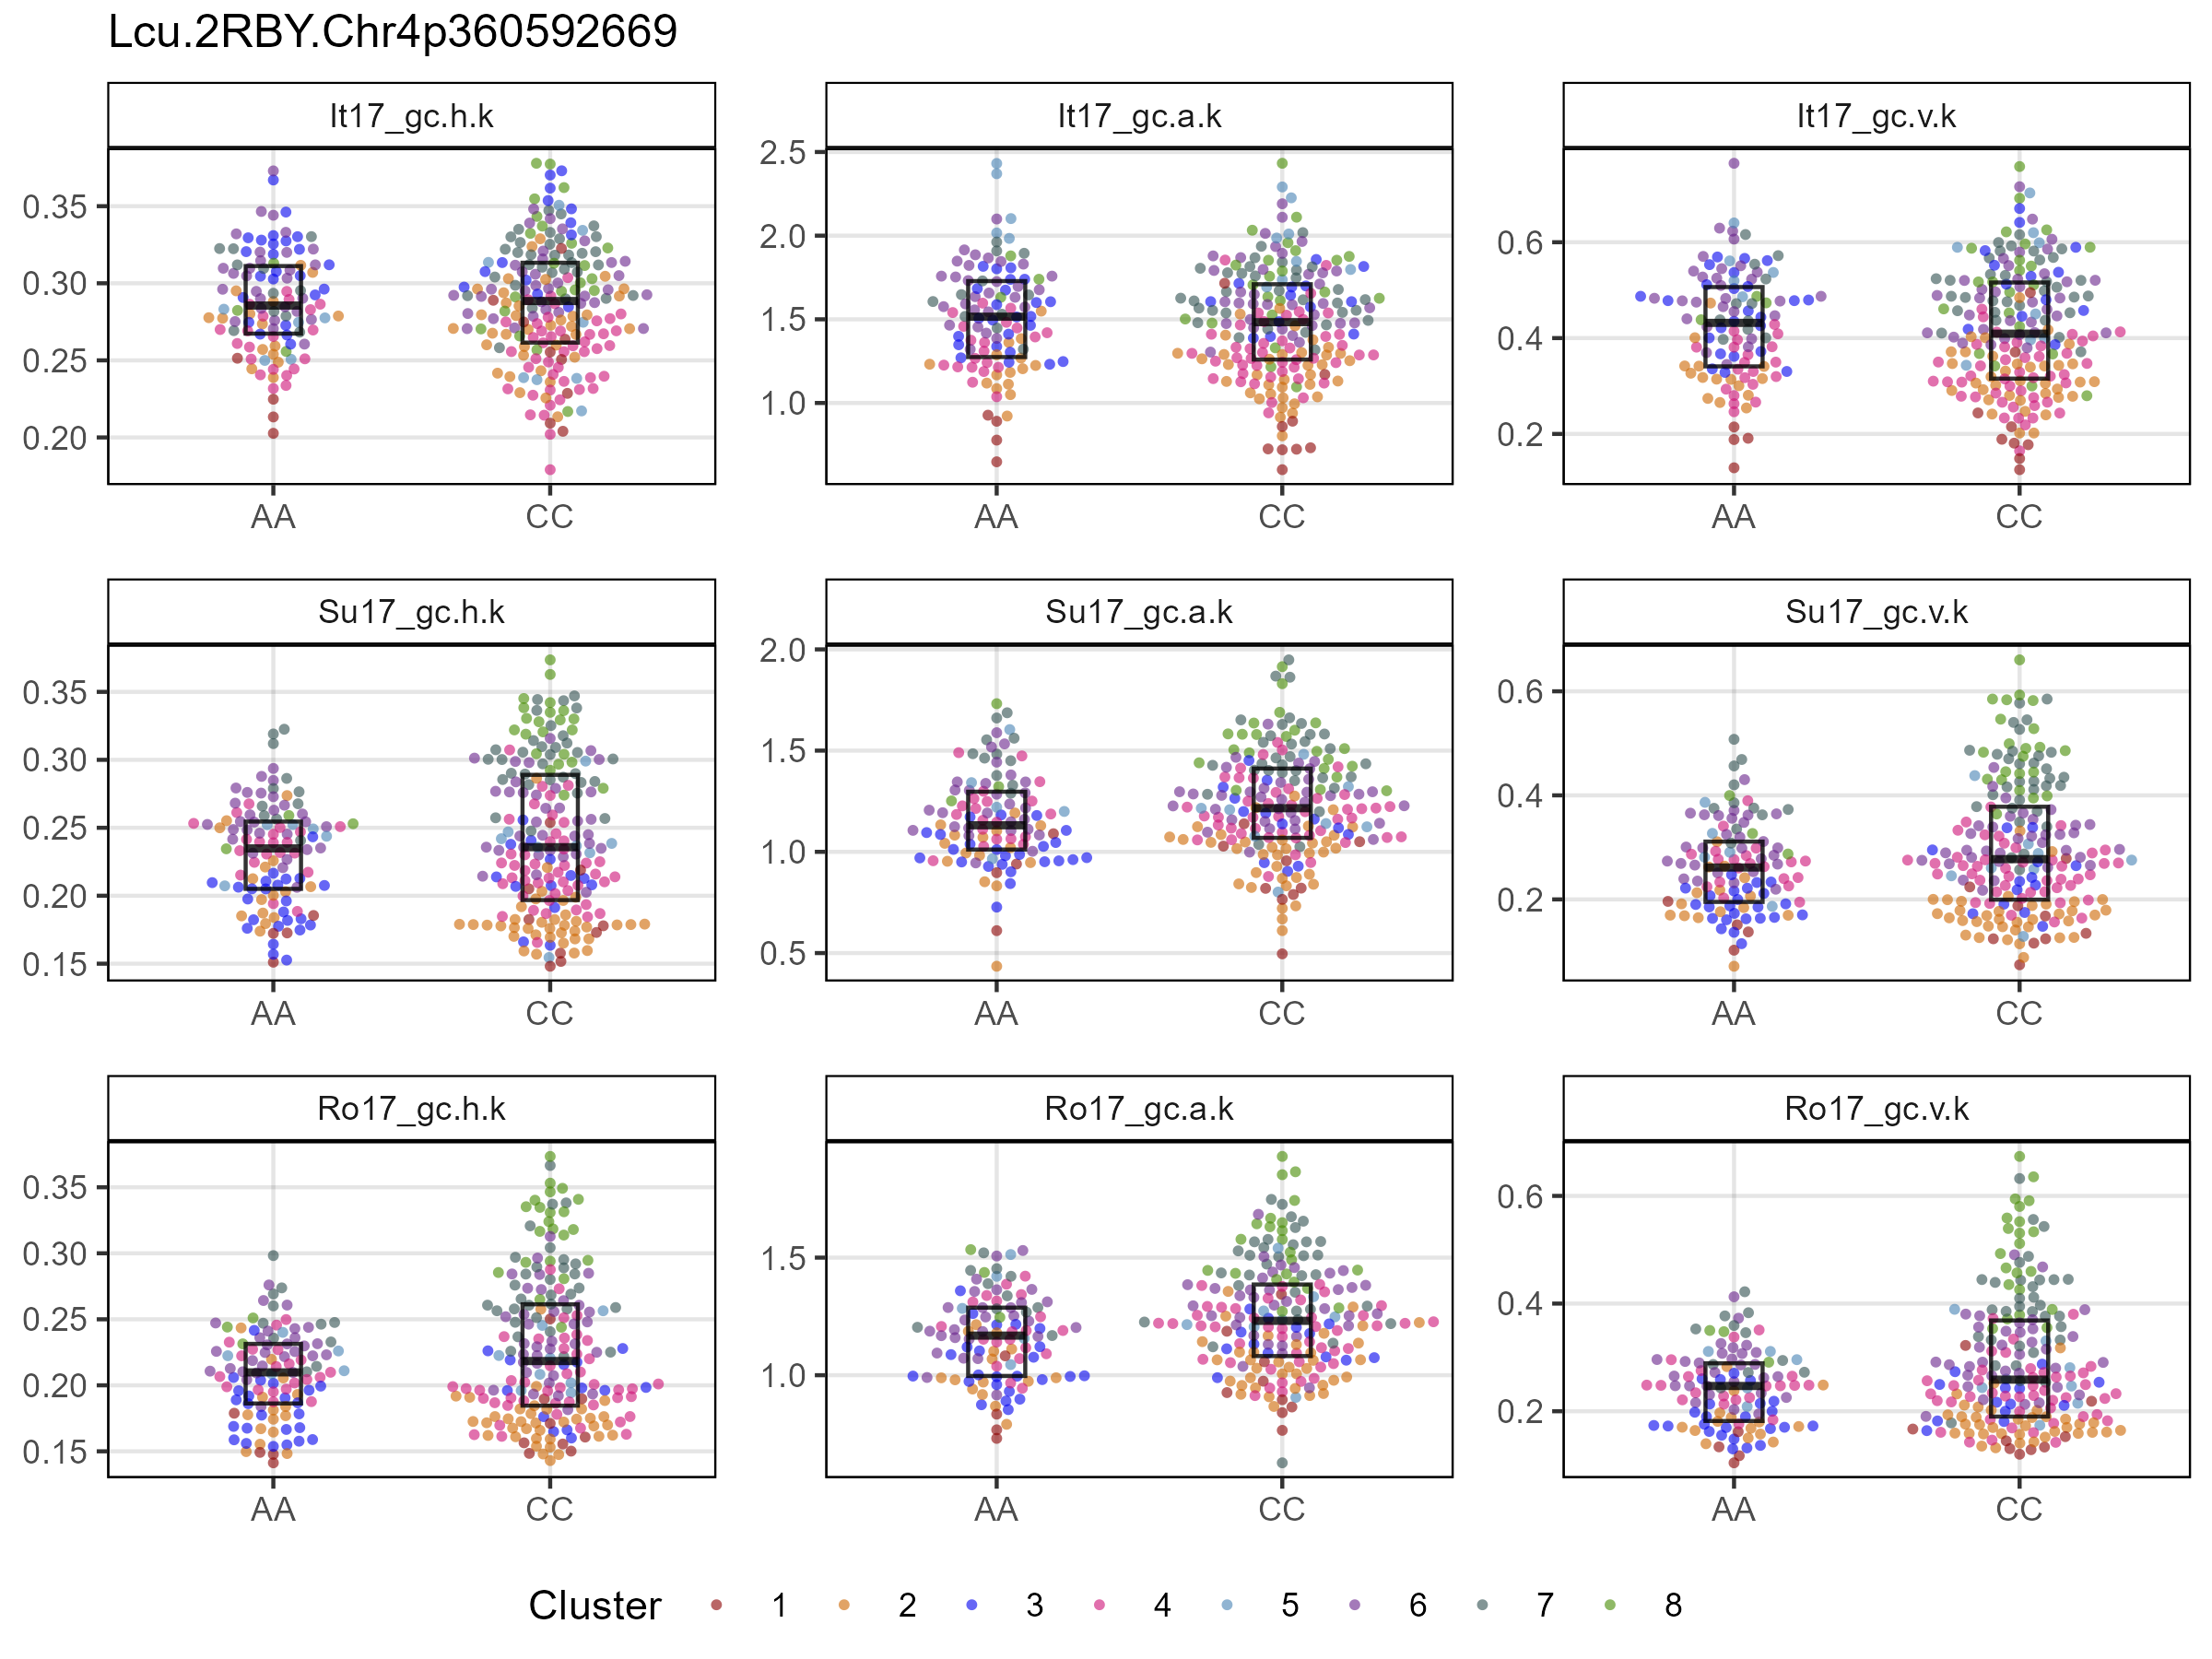 Lcu.2RBY.Chr4p360592669
It17_gc.h.k
It17_gc.a.k
It17_gc.v.k
0.35
0.30
0.25
0.20
AA
CC
2.5
2.0
1.5
1.0
AA
CC
0.6
0.4
0.2
AA
CC
Su17_gc.h.k
Su17_gc.a.k
Su17_gc.v.k
0.35
0.30
0.25
0.20
0.15
AA
CC
2.0
1.5
1.0
0.5
AA
CC
0.6
0.4
0.2
AA
CC
Ro17_gc.h.k
Ro17_gc.a.k
Ro17_gc.v.k
0.35
0.30
0.25
0.20
0.15
AA
CC
1.5
1.0
AA
CC
0.6
0.4
0.2
AA
CC
Cluster 1 2 3 4 5 6 7 8